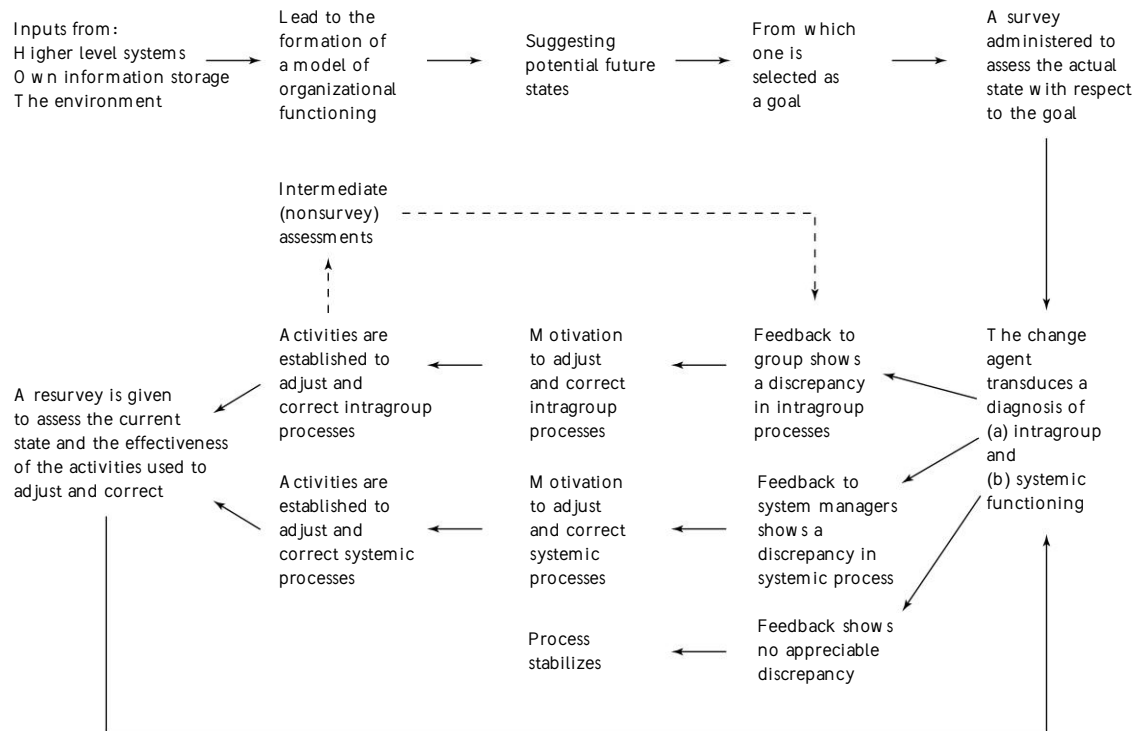 Inputs from:
Higher level systems
Own information storage
The environment
Lead to the
formation of
a model of
organizational
functioning
Suggesting
potential future
states
From which
one is
selected as
a goal
A survey
administered to
assess the actual
state with respect
to the goal
Intermediate
(nonsurvey)
assessments
A resurvey is given
to assess the current
state and the effectiveness
of the activities used to
adjust and correct
Activities are
established to
adjust and
correct intragroup
processes
Motivation
to adjust
and correct
intragroup
processes
Feedback to
group shows
a discrepancy
in intragroup
processes
The change
agent
transduces a
diagnosis of
(a) intragroup
and
(b) systemic
functioning
Activities are
established to
adjust and
correct systemic
processes
Motivation
to adjust
and correct
systemic
processes
Feedback to
system managers
shows a
discrepancy in
systemic process
Process
stabilizes
Feedback shows
no appreciable
discrepancy